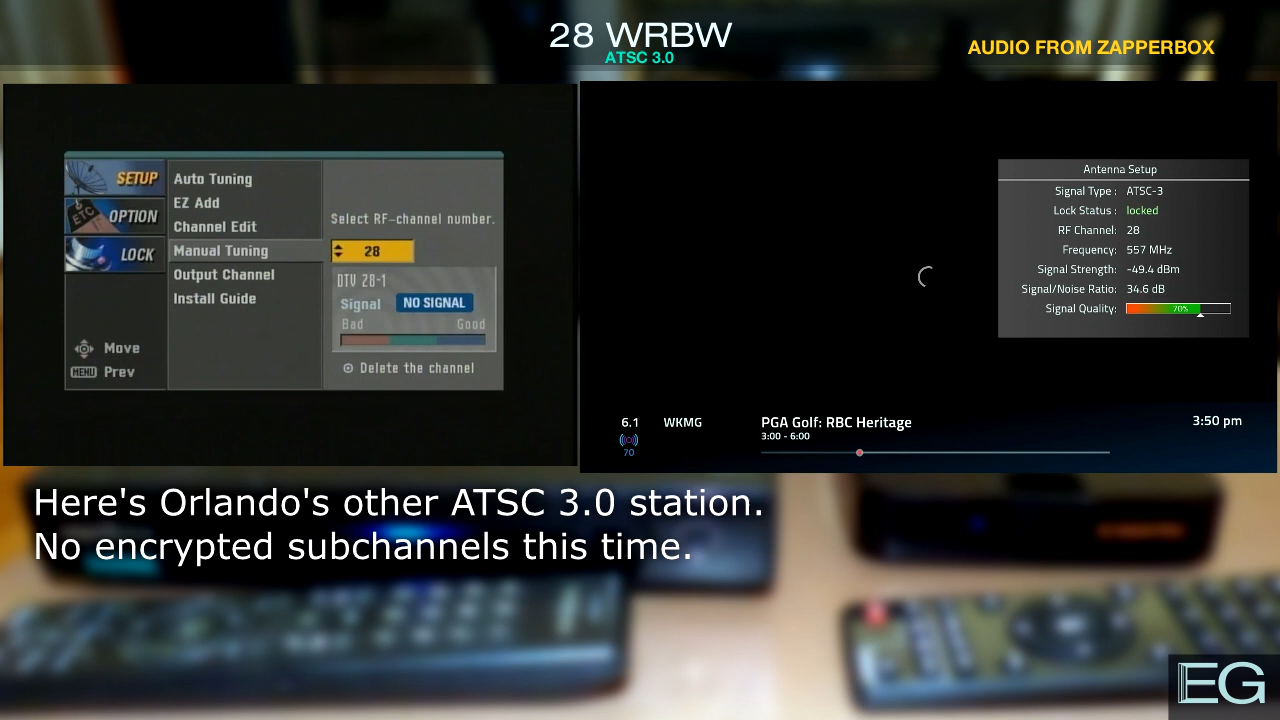 28 WRBW
ATSC 3.0
AUDIO FROM ZAPPERBOX
SETUP
ETC
OPTION
LOCK
Move
MENU Prev
Auto Tuning
EZ Add
Channel Edit
Manual Tuning
Output Channel
Install Guide
Select RF-channel number.
28
DTV 28-1
Signal NO SIGNAL
Bad Good
Delete the channel
Antenna Setup
Signal Type : ATSC-3
Lock Status : locked
RF Channel: 28
Frequency: 557 MHz
Signal Strength: -49.4 dBm
Signal/Noise Ratio: 34.6 dB
Signal Quality: 70%
6.1 WKMG PGA Golf: RBC Heritage 3:50 pm
3:00 - 6:00
70
Here's Orlando's other ATSC 3.0 station.
No encrypted subchannels this time.
EG